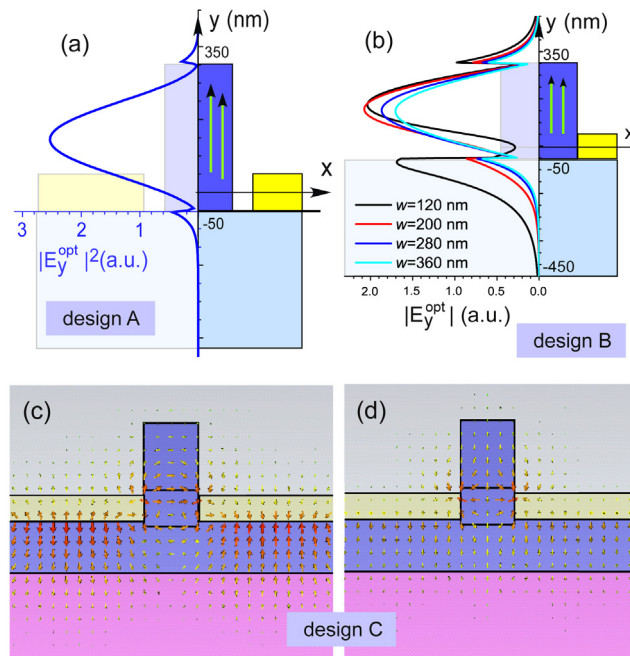 (a)
y (nm)
350
x
-50
3 2 1
|E_y^opt|²(a.u.)
design A
(b)
y (nm)
350
x
-50
w=120 nm
w=200 nm
w=280 nm
w=360 nm
-450
2.0 1.5 1.0 0.5 0.0
|E_y^opt| (a.u.)
design B
(c)
(d)
design C